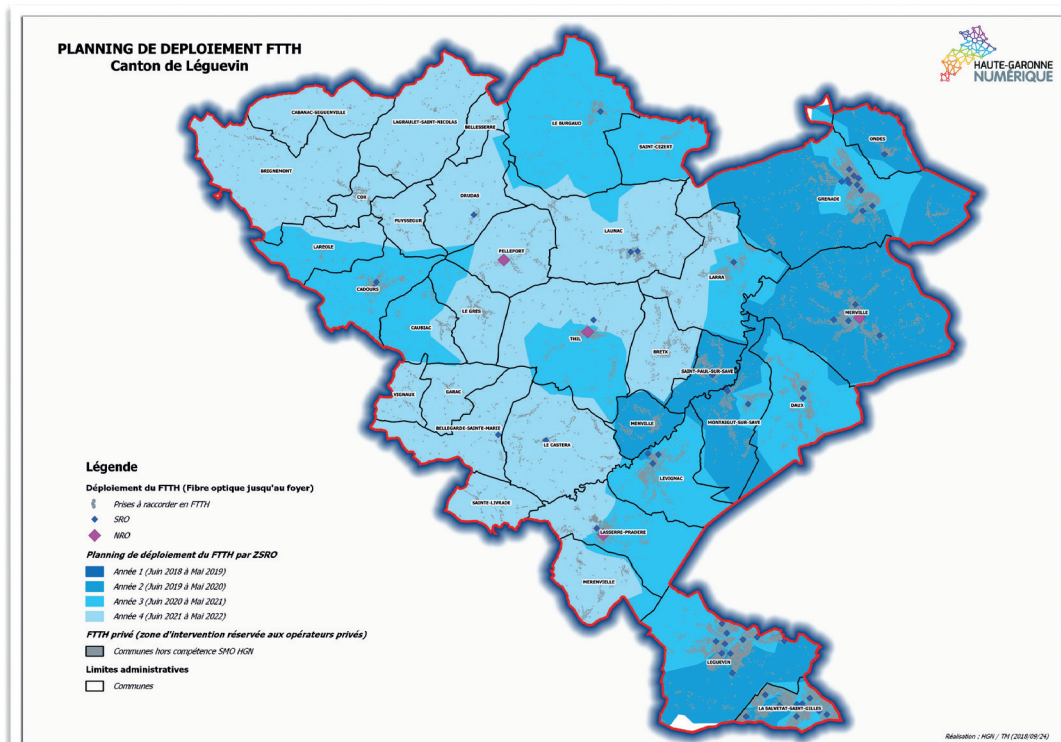 PLANNING DE DEPLOIEMENT FTTH
Canton de Léguevin
HAUTE-GARONNE
NUMÉRIQUE
CABANAC-SEGUENVILLE
LAGRAULET-SAINT-NICOLAS
BELLESSERRE
LE BURGAUD
SAINT-CEZERT
ONDES
BRIGNEMONT
GRENADE
COX
DRUDAS
PUYSSEGUR
LAUNAC
LAREOLE
PELLEPORT
LARRA
CADOURS
LE GRES
MERVILLE
CAUBIAC
THIL
BRETX
SAINT-PAUL-SUR-SAVE
VIGNAUX
GARAC
DAUX
BELLEGARDE-SAINTE-MARIE
MENVILLE
MONTAIGUT-SUR-SAVE
LE CASTERA
LEVIGNAC
SAINTE-LIVRADE
LASSERRE-PRADERE
MERENVIELLE
LEGUEVIN
LA SALVETAT-SAINT-GILLES
Légende
Déploiement du FTTH (Fibre optique jusqu'au foyer)
Prises à raccorder en FTTH
SRO
NRO
Planning de déploiement du FTTH par ZSRO
Année 1 (Juin 2018 à Mai 2019)
Année 2 (Juin 2019 à Mai 2020)
Année 3 (Juin 2020 à Mai 2021)
Année 4 (Juin 2021 à Mai 2022)
FTTH privé (zone d'intervention réservée aux opérateurs privés)
Communes hors compétence SMO HGN
Limites administratives
Communes
Réalisation : HGN / TM (2018/09/24)